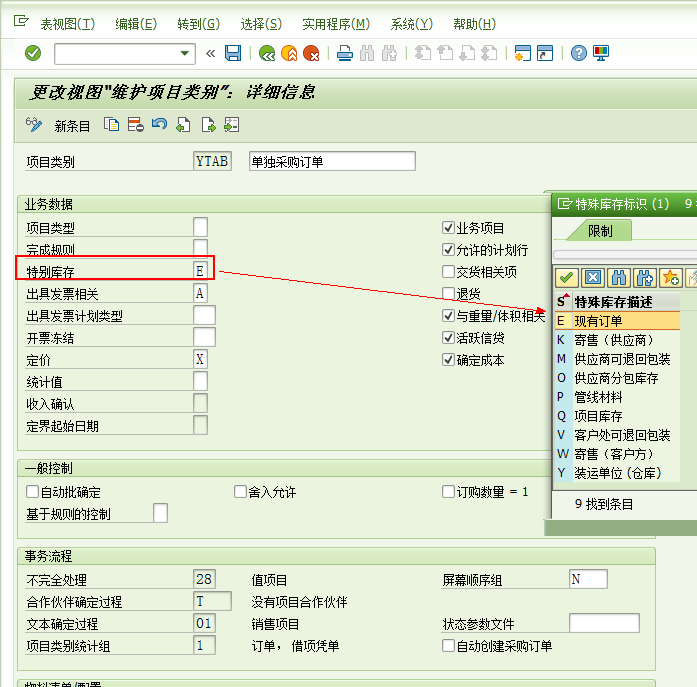 表视图(T) 编辑(E) 转到(G) 选择(S) 实用程序(M) 系统(Y) 帮助(H)
更改视图"维护项目类别"：详细信息
新条目
项目类别 YTAB 单独采购订单
业务数据
项目类型
完成规则
特别库存 E
出具发票相关 A
出具发票计划类型
开票冻结
定价 X
统计值
收入确认
定界起始日期
业务项目
允许的计划行
交货相关项
退货
与重量/体积相关
活跃信贷
确定成本
特殊库存标识 (1) 9
限制
S 特殊库存描述
E 现有订单
K 寄售（供应商）
M 供应商可退回包装
O 供应商分包库存
P 管线材料
Q 项目库存
V 客户处可退回包装
W 寄售（客户方）
Y 装运单位(仓库)
9 找到条目
一般控制
自动批确定 舍入允许 订购数量 = 1
基于规则的控制
事务流程
不完全处理 28 值项目 屏幕顺序组 N
合作伙伴确定过程 T 没有项目合作伙伴
文本确定过程 01 销售项目 状态参数文件
项目类别统计组 1 订单, 借项凭单 自动创建采购订单
物料清单/配置